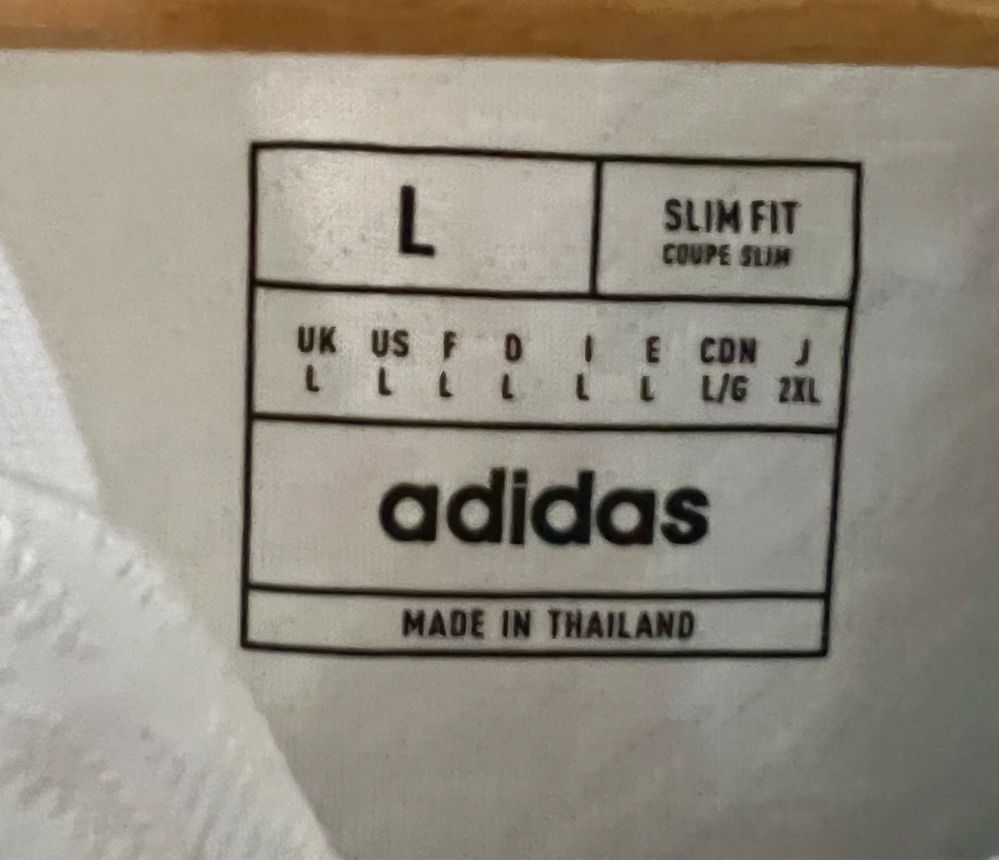 L
SLIM FIT
COUPE SLIM
UK US F D I E CDN J
L L L L L L L/G 2XL
adidas
MADE IN THAILAND